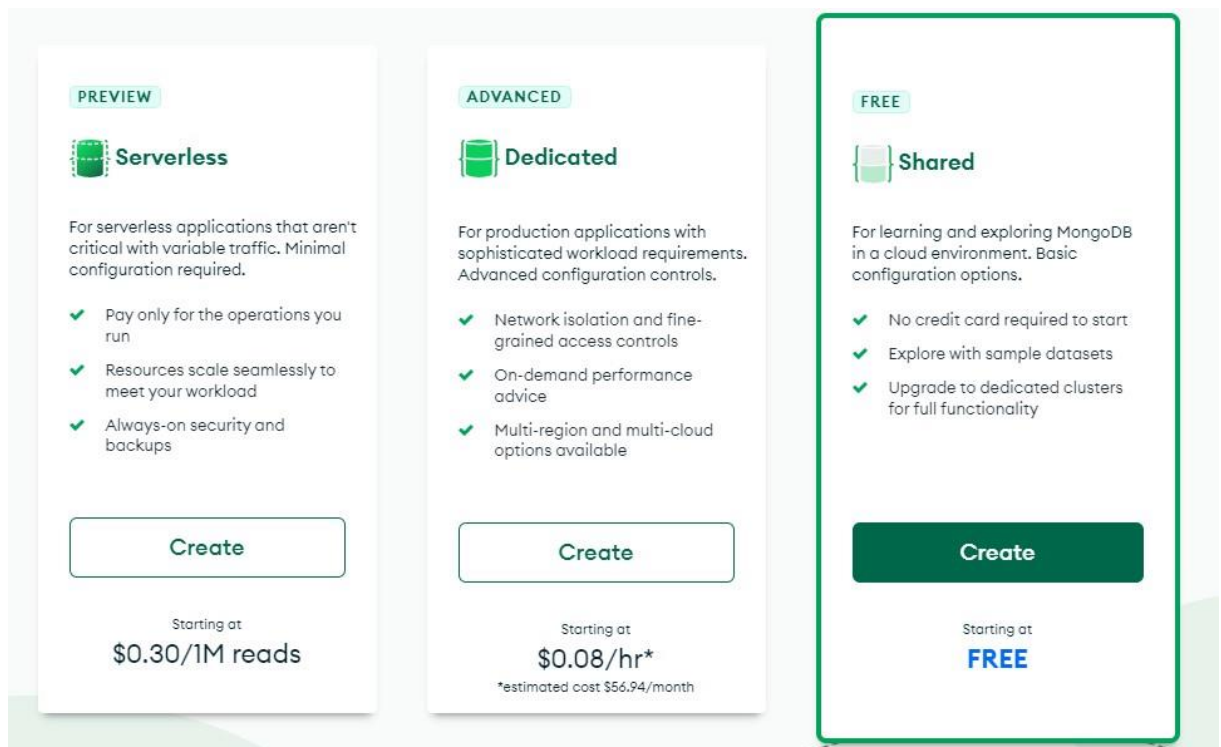 PREVIEW
Serverless
For serverless applications that aren't
critical with variable traffic. Minimal
configuration required.
Pay only for the operations you
run
Resources scale seamlessly to
meet your workload
Always-on security and
backups
Create
Starting at
$0.30/1M reads
ADVANCED
Dedicated
For production applications with
sophisticated workload requirements.
Advanced configuration controls.
Network isolation and fine-
grained access controls
On-demand performance
advice
Multi-region and multi-cloud
options available
Create
Starting at
$0.08/hr*
*estimated cost $56.94/month
FREE
Shared
For learning and exploring MongoDB
in a cloud environment. Basic
configuration options.
No credit card required to start
Explore with sample datasets
Upgrade to dedicated clusters
for full functionality
Create
Starting at
FREE